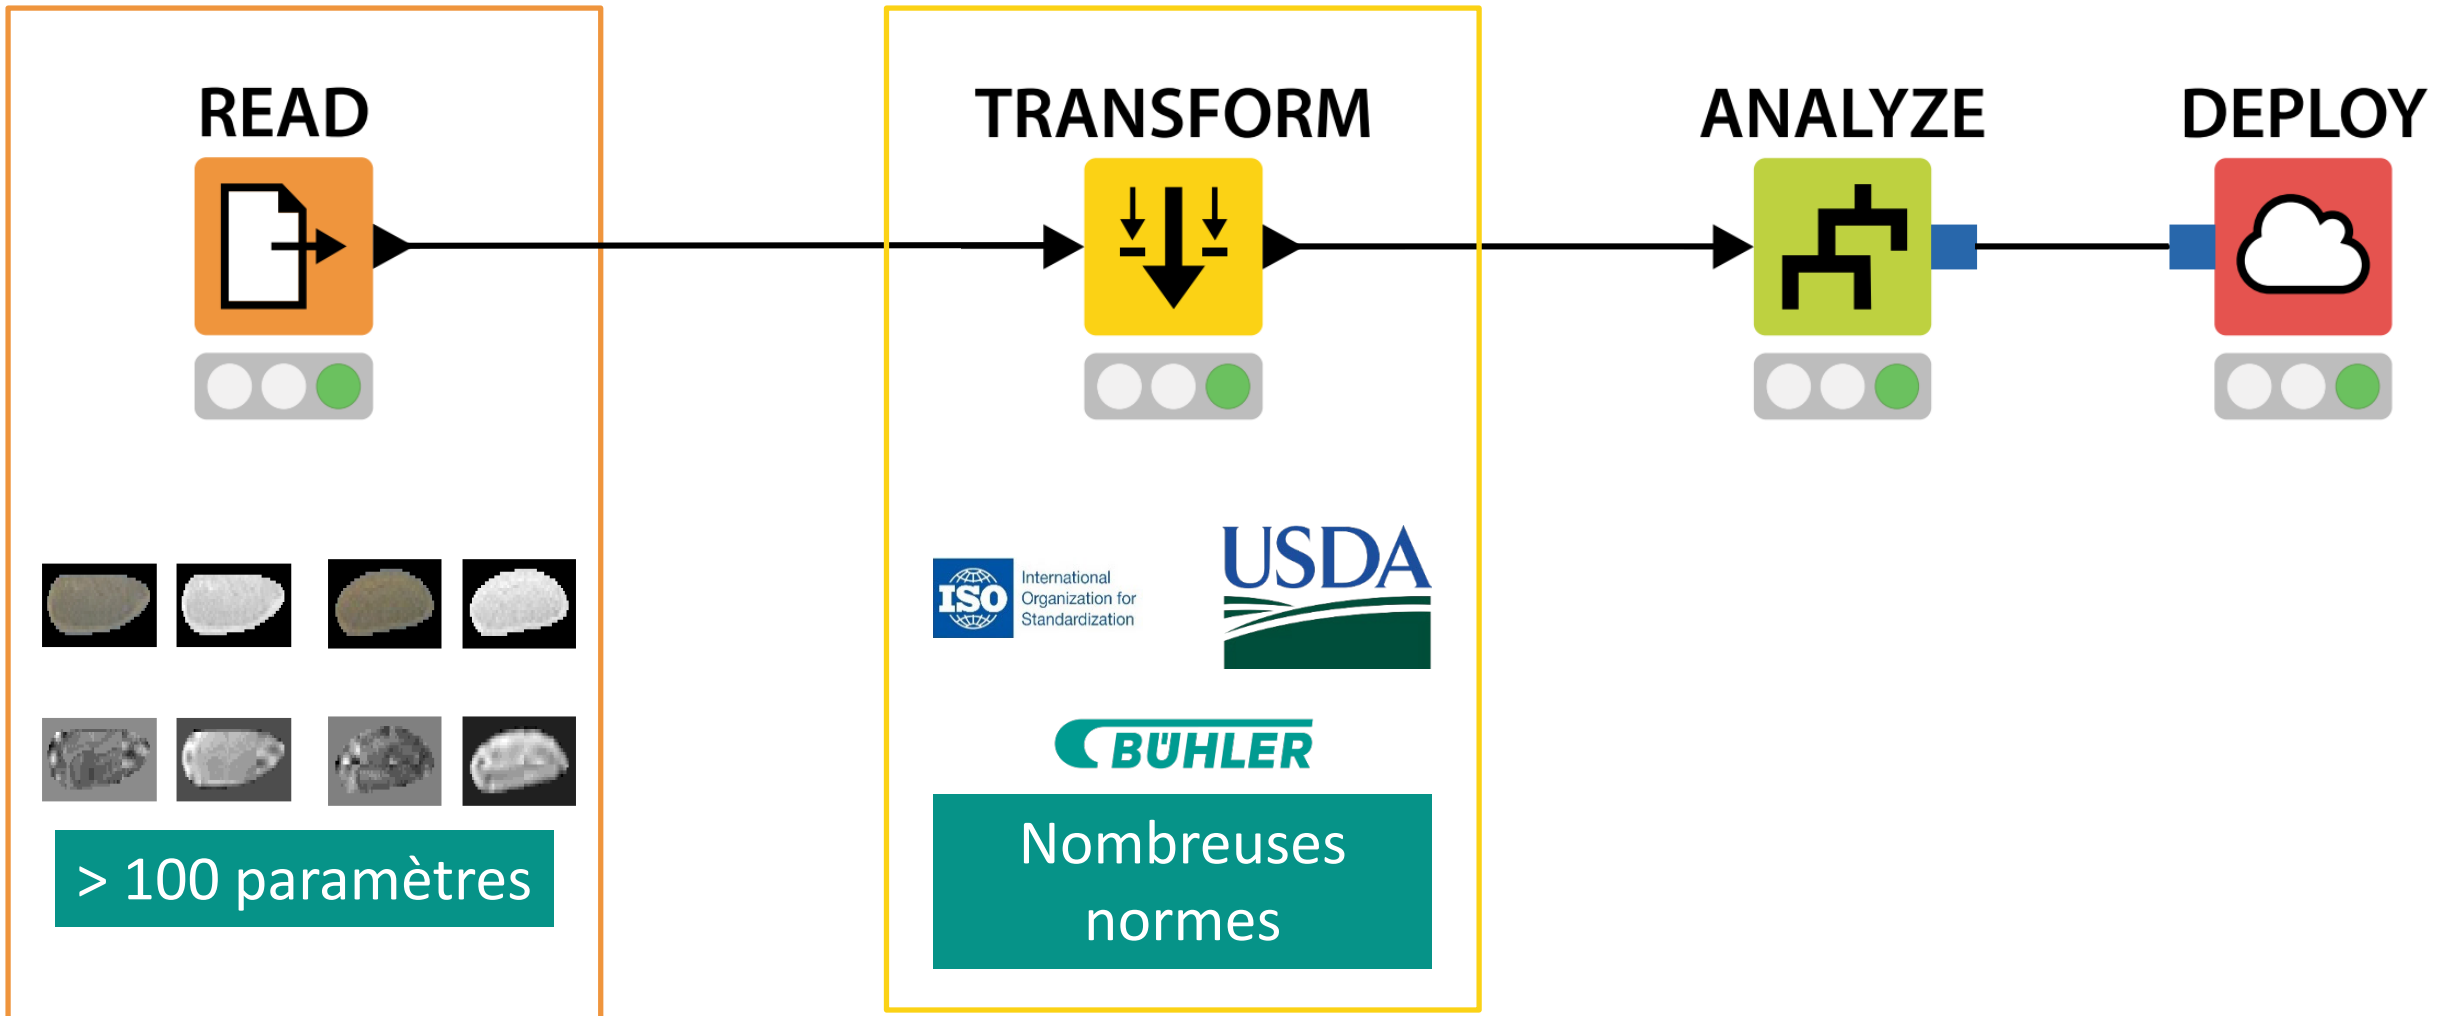 READ
TRANSFORM
ANALYZE
DEPLOY
ISO
International
Organization for
Standardization
USDA
BÜHLER
> 100 paramètres
Nombreuses
normes